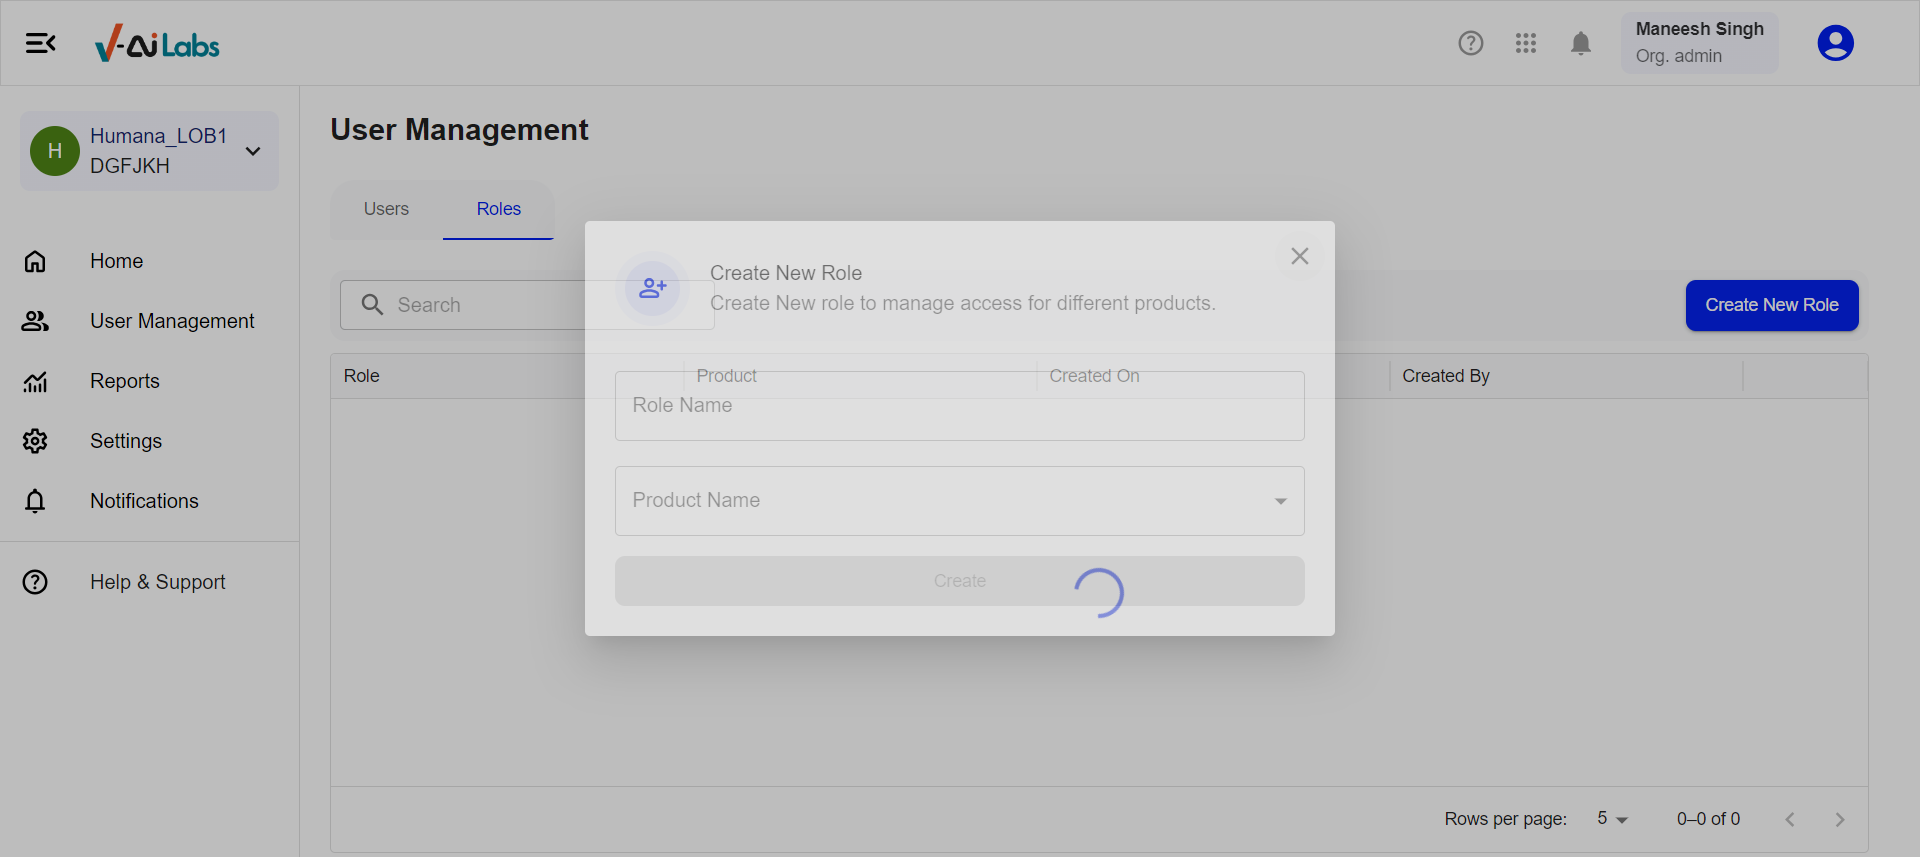 V-Ai Labs
Maneesh Singh
Org. admin
H
Humana_LOB1
DGFJKH
Home
User Management
Reports
Settings
Notifications
Help & Support
User Management
Users
Roles
Search
Create New Role
Create New Role
Create New role to manage access for different products.
Role
Product
Created On
Created By
Role Name
Product Name
Create
Rows per page:
5
0–0 of 0